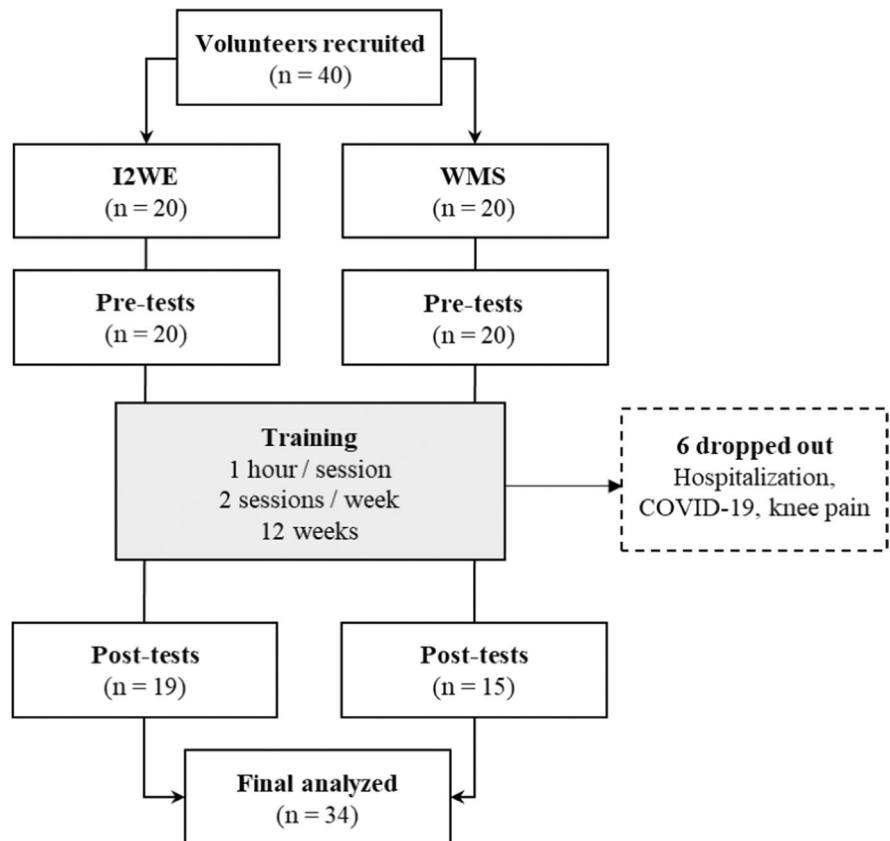 Volunteers recruited
(n = 40)
I2WE
(n = 20)
WMS
(n = 20)
Pre-tests
(n = 20)
Pre-tests
(n = 20)
Training
1 hour / session
2 sessions / week
12 weeks
6 dropped out
Hospitalization,
COVID-19, knee pain
Post-tests
(n = 19)
Post-tests
(n = 15)
Final analyzed
(n = 34)